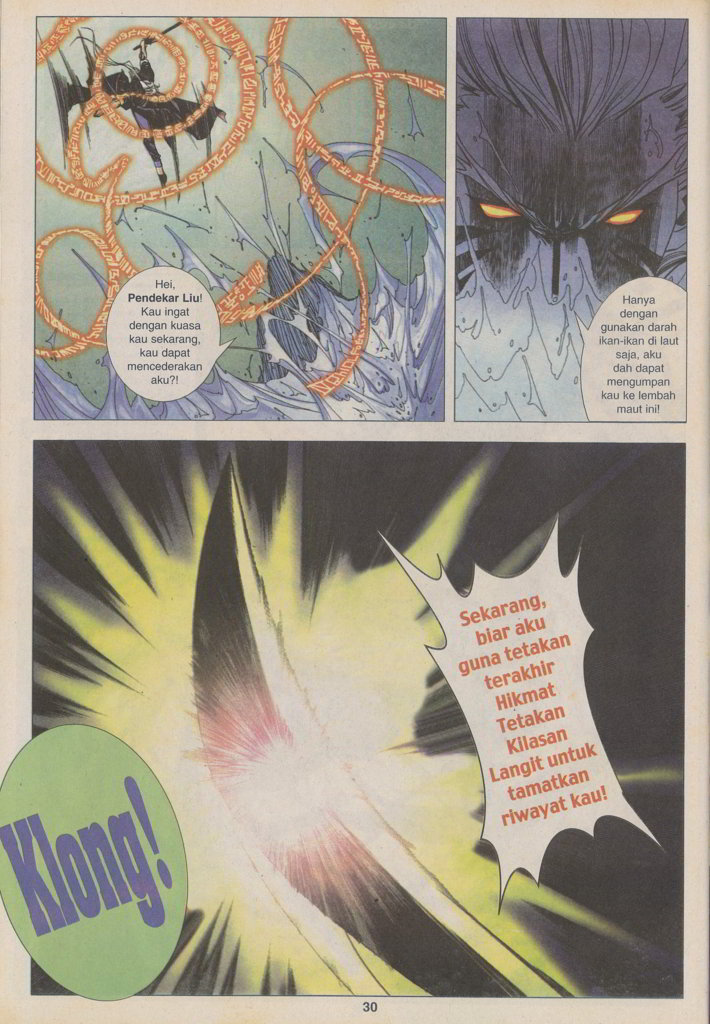 Hei,
Pendekar Liu!
Kau ingat
dengan kuasa
kau sekarang,
kau dapat
mencederakan
aku?!
Hanya
dengan
gunakan darah
ikan-ikan di laut
saja, aku
dah dapat
mengumpan
kau ke lembah
maut ini!
Sekarang,
biar aku
guna tetakan
terakhir
Hikmat
Tetakan
Kilasan
Langit untuk
tamatkan
riwayat kau!
Klong!
30